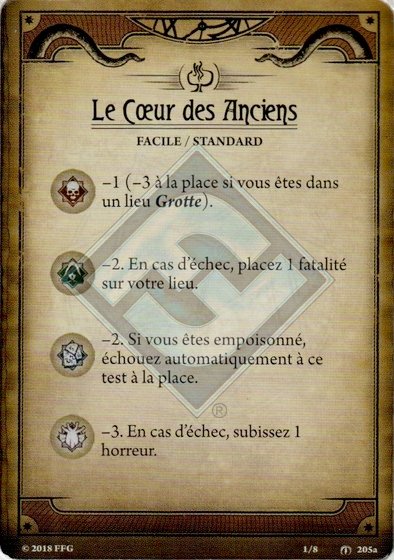 Le Cœur des Anciens
FACILE / STANDARD
–1 (–3 à la place si vous êtes dans
un lieu Grotte).
–2. En cas d'échec, placez 1 fatalité
sur votre lieu.
–2. Si vous êtes empoisonné,
échouez automatiquement à ce
test à la place.
®
–3. En cas d'échec, subissez 1
horreur.
© 2018 FFG
1/8
205a